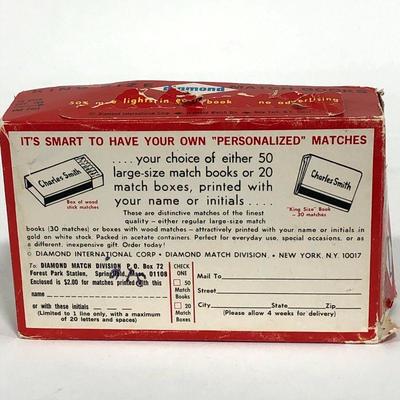 Diamond
50% more lights in each book no advertising
IT'S SMART TO HAVE YOUR OWN "PERSONALIZED" MATCHES
Charles Smith
Box of wood
stick matches
....your choice of either 50
large-size match books or 20
match boxes, printed with
your name or initials....
Charles Smith
"King Size" Book
– 30 matches
These are distinctive matches of the finest
quality – either regular large-size match
books (30 matches) or boxes with wood matches – attractively printed with your name or initials in
gold on white stock. Packed in acetate containers. Perfect for everyday use, special occasions, or as
a different, inexpensive gift. Order today!
© DIAMOND INTERNATIONAL CORP • DIAMOND MATCH DIVISION • NEW YORK, N.Y. 10017
To: DIAMOND MATCH DIVISION P.O. Box 72
Forest Park Station, Springfield, Mass. 01108
Enclosed is $2.00 for matches printed with this
name
or with these initials
(Limited to 1 line only, with a maximum
of 20 letters and spaces)
CHECK
ONE
50
Match
Books
20
Match
Boxes
Mail To
Street
City State Zip
(Please allow 4 weeks for delivery)